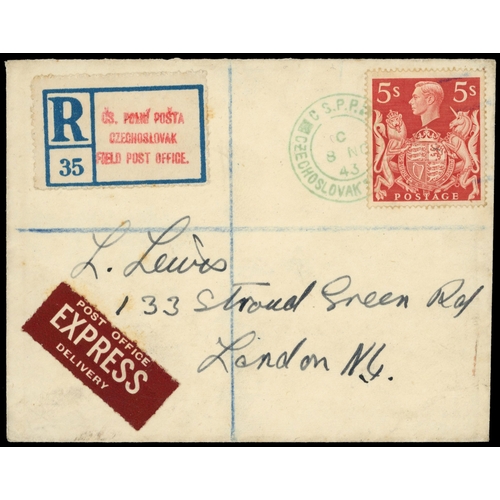 R
35
ČS. POLNÍ POŠTA
CZECHOSLOVAK
FIELD POST OFFICE.
Č S.P.P.
8 NO
43
CZECHOSLOVAK
5s 5s
POSTAGE
L. Lewis
133 Stroud Green Rd
London N.4.
POST OFFICE
EXPRESS
DELIVERY